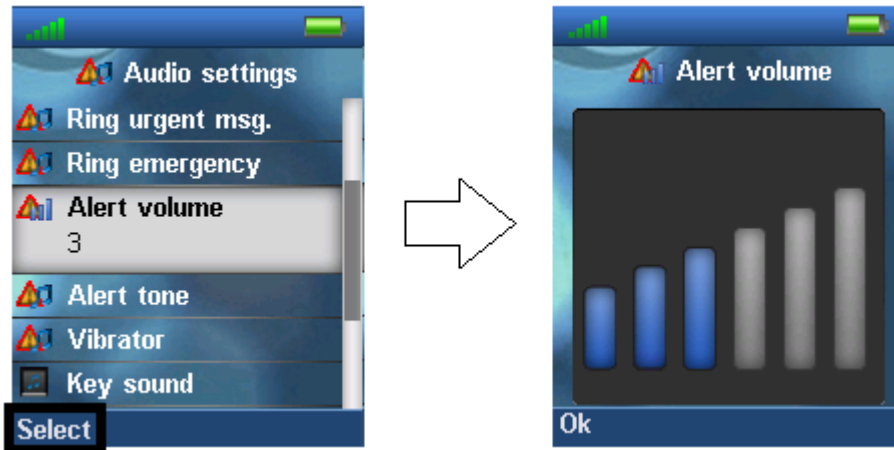 Audio settings
Ring urgent msg.
Ring emergency
Alert volume
3
Alert tone
Vibrator
Key sound
Select
Alert volume
Ok